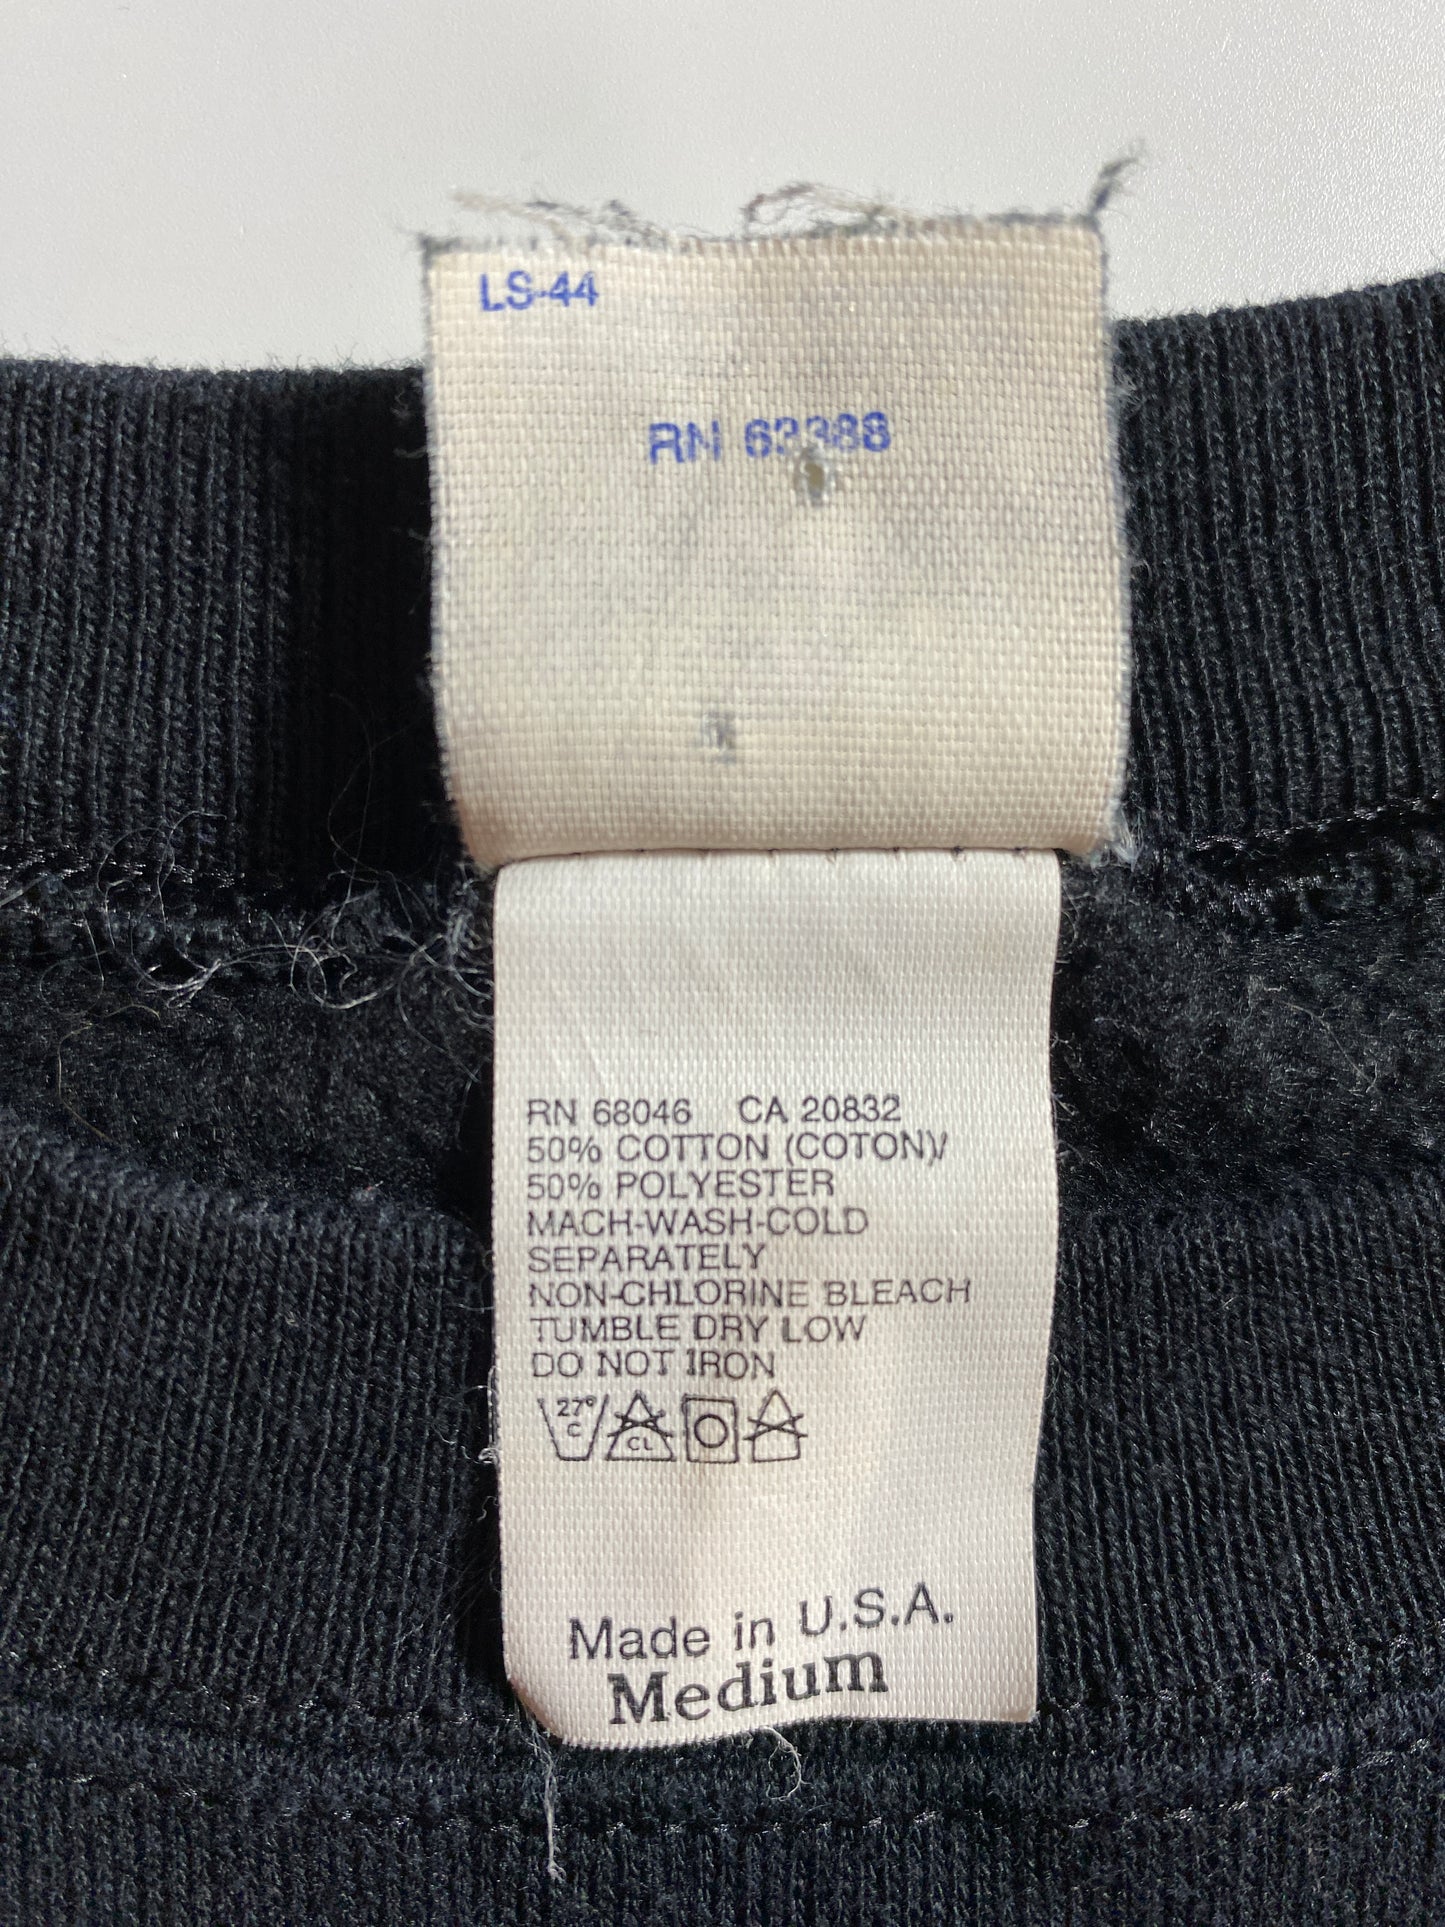 LS-44
RN
RN 68046 CA 20832
50% COTTON (COTON)/
50% POLYESTER
MACH-WASH-COLD
SEPARATELY
NON-CHLORINE BLEACH
TUMBLE DRY LOW
DO NOT IRON
27°
C
CL
Made in U.S.A.
Medium